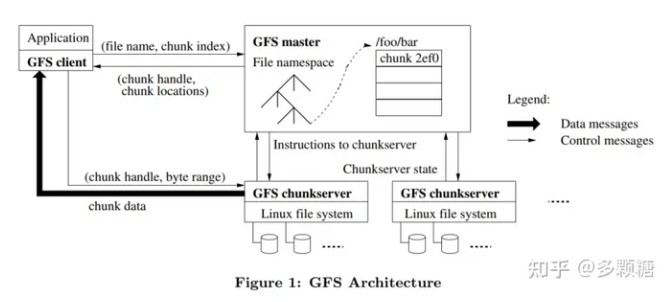 Application
GFS client
(file name, chunk index)
(chunk handle,
chunk locations)
GFS master
File namespace
/foo/bar
chunk 2ef0
Legend:
Data messages
Control messages
Instructions to chunkserver
Chunkserver state
(chunk handle, byte range)
chunk data
GFS chunkserver
Linux file system
GFS chunkserver
Linux file system
知乎 @多颗糖
Figure 1: GFS Architecture